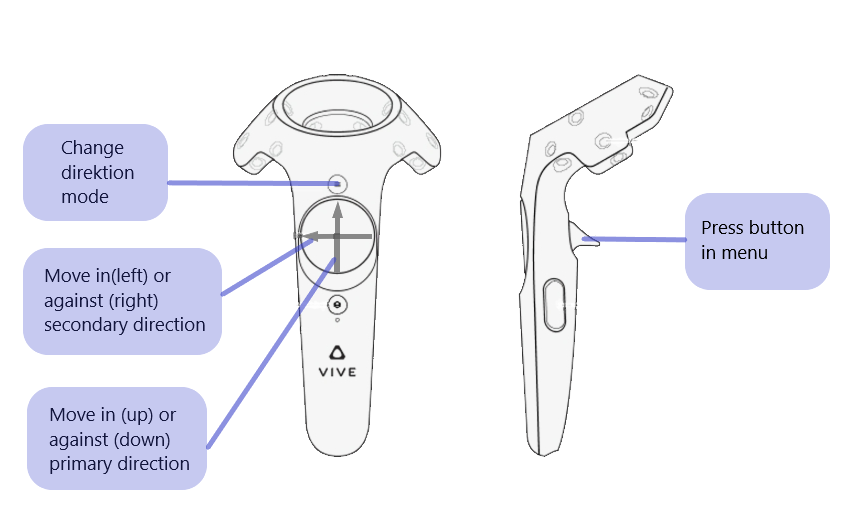 Change
direktion
mode
Move in(left) or
against (right)
secondary direction
Move in (up) or
against (down)
primary direction
VIVE
Press button
in menu